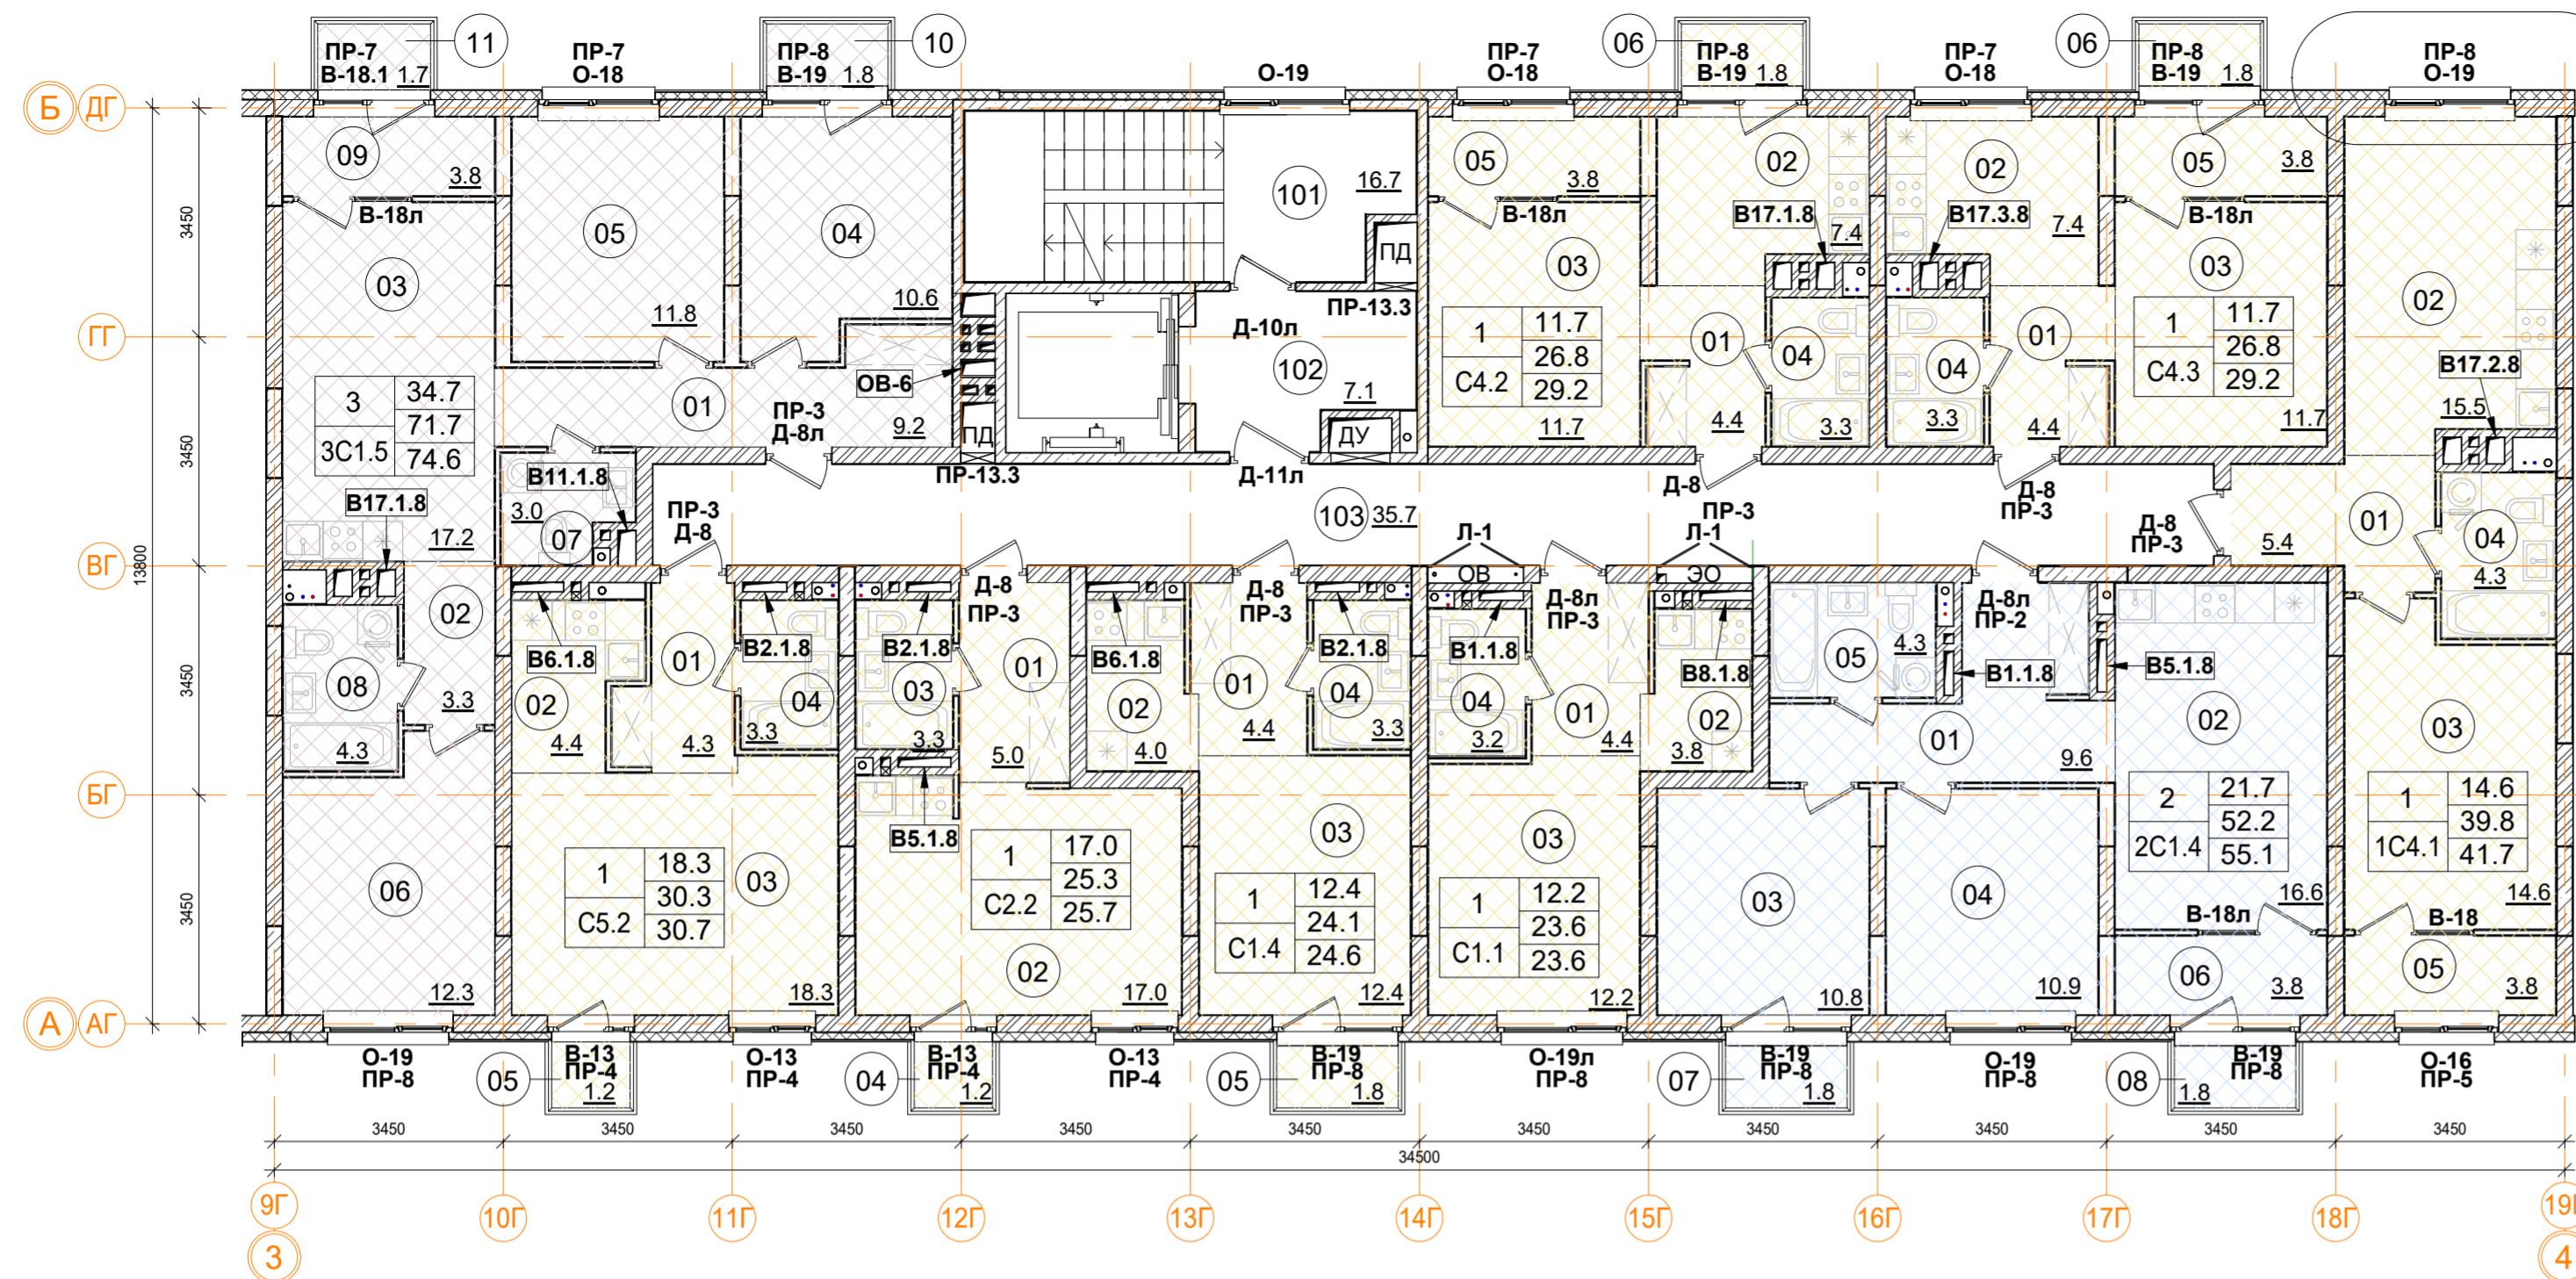 11
10
06
06
ПР-7
В-18.1 1.7
ПР-7
О-18
ПР-8
В-19 1.8
О-19
ПР-7
О-18
ПР-8
В-19 1.8
ПР-7
О-18
ПР-8
В-19 1.8
ПР-8
О-19
Б ДГ
09
3.8
В-18л
03
05
11.8
04
10.6
101
16.7
ПД
ПР-13.3
05
3.8
В-18л
03
02
В17.1.8
7.4
02
В17.3.8
7.4
05
3.8
В-18л
03
02
3450
ГГ
3 34.7
71.7
3С1.5 74.6
01
9.2
ОВ-6
ПР-3
Д-8л
ПД
ПР-13.3
Д-10л
102
7.1
ДУ
Д-11л
1 11.7
26.8
С4.2 29.2
11.7
01
4.4
04
3.3
04
3.3
01
4.4
1 11.7
26.8
С4.3 29.2
11.7
В17.2.8
15.5
3450
В17.1.8
17.2
В11.1.8
3.0
07
ПР-3
Д-8
103 35.7
Д-8
ПР-3
Д-8
ПР-3
Д-8
ПР-3
5.4
01
04
4.3
ВГ
13800
Л-1
ОВ
Л-1
ЭО
02
3.3
08
4.3
В6.1.8
02
4.4
01
4.3
В2.1.8
04
3.3
В2.1.8
03
3.3
Д-8
ПР-3
01
5.0
В6.1.8
02
4.0
Д-8
ПР-3
01
4.4
В2.1.8
04
3.3
В1.1.8
04
3.2
Д-8л
ПР-3
01
4.4
В8.1.8
02
3.8
05
4.3
Д-8л
ПР-2
В1.1.8
01
9.6
В5.1.8
02
03
3450
БГ
06
12.3
1 18.3
30.3
С5.2 30.7
03
18.3
В5.1.8
1 17.0
25.3
С2.2 25.7
02
17.0
03
1 12.4
24.1
С1.4 24.6
12.4
03
1 12.2
23.6
С1.1 23.6
12.2
03
10.8
04
10.9
2 21.7
52.2
2С1.4 55.1
16.6
В-18л
06
3.8
1 14.6
39.8
1С4.1 41.7
14.6
В-18
05
3.8
3450
А АГ
О-19
ПР-8
05
В-13
ПР-4
1.2
О-13
ПР-4
04
В-13
ПР-4
1.2
О-13
ПР-4
05
В-19
ПР-8
1.8
О-19л
ПР-8
07
В-19
ПР-8
1.8
О-19
ПР-8
08
В-19
ПР-8
1.8
О-16
ПР-5
3450 3450 3450 3450 3450 3450 3450 3450 3450 3450
34500
9Г 10Г 11Г 12Г 13Г 14Г 15Г 16Г 17Г 18Г 19Г
3 4